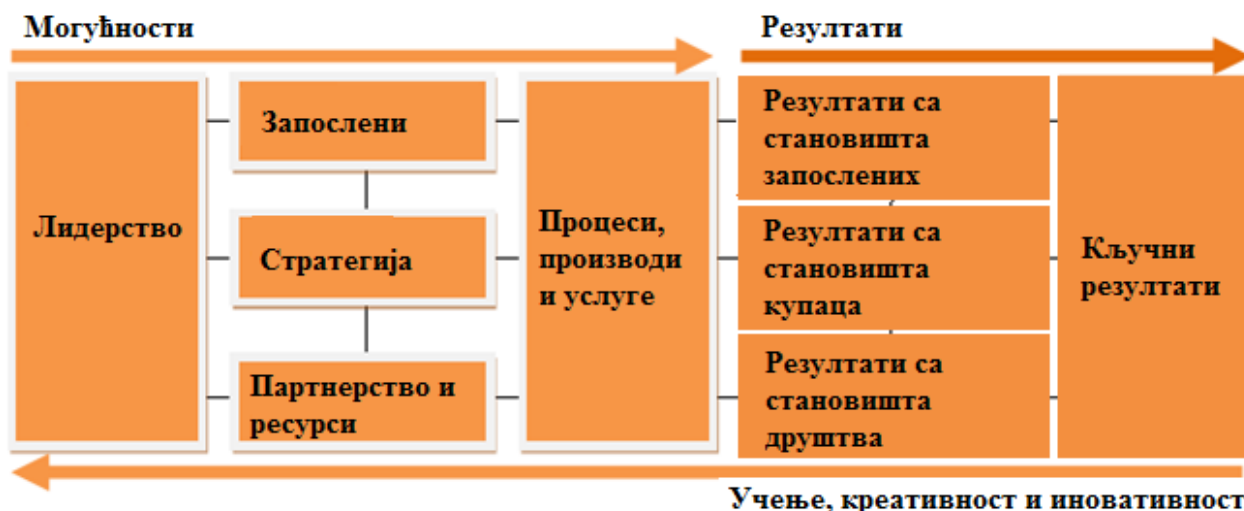 Могућности
Резултати
Лидерство
Запослени
Стратегија
Партнерство и
ресурси
Процеси,
производи
и услуге
Резултати са
становишта
запослених
Резултати са
становишта
купаца
Резултати са
становишта
друштва
Кључни
резултати
Учење, креативност и иновативност